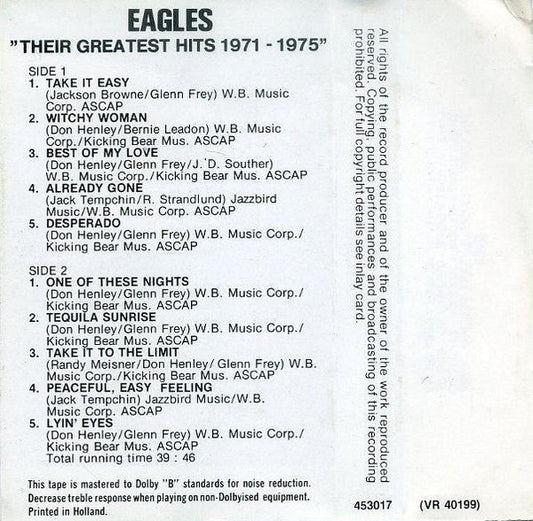 EAGLES
"THEIR GREATEST HITS 1971 - 1975"
SIDE 1
1. TAKE IT EASY
(Jackson Browne/Glenn Frey) W.B. Music
Corp. ASCAP
2. WITCHY WOMAN
(Don Henley/Bernie Leadon) W.B. Music
Corp./Kicking Bear Mus. ASCAP
3. BEST OF MY LOVE
(Don Henley/Glenn Frey/J.D. Souther)
W.B. Music Corp./Kicking Bear Mus. ASCAP
4. ALREADY GONE
(Jack Tempchin/R. Strandlund) Jazzbird
Music/W.B. Music Corp. ASCAP
5. DESPERADO
(Don Henley/Glenn Frey) W.B. Music Corp./
Kicking Bear Mus. ASCAP
SIDE 2
1. ONE OF THESE NIGHTS
(Don Henley/Glenn Frey) W.B. Music Corp./
Kicking Bear Mus. ASCAP
2. TEQUILA SUNRISE
(Don Henley/Glenn Frey) W.B. Music Corp./
Kicking Bear Mus. ASCAP
3. TAKE IT TO THE LIMIT
(Randy Meisner/Don Henley/ Glenn Frey) W.B.
Music Corp./Kicking Bear Mus. ASCAP
4. PEACEFUL, EASY FEELING
(Jack Tempchin) Jazzbird Music/W.B.
Music Corp. ASCAP
5. LYIN' EYES
(Don Henley/Glenn Frey) W.B. Music Corp./
Kicking Bear Mus. ASCAP
Total running time 39 : 46
This tape is mastered to Dolby "B" standards for noise reduction.
Decrease treble response when playing on non-Dolbyised equipment.
Printed in Holland.
All rights of the record producer and of the owner of the work reproduced
reserved. Copying, public performances and broadcasting of this recording
prohibited. For full copyright details see inlay card.
453017 (VR 40199)